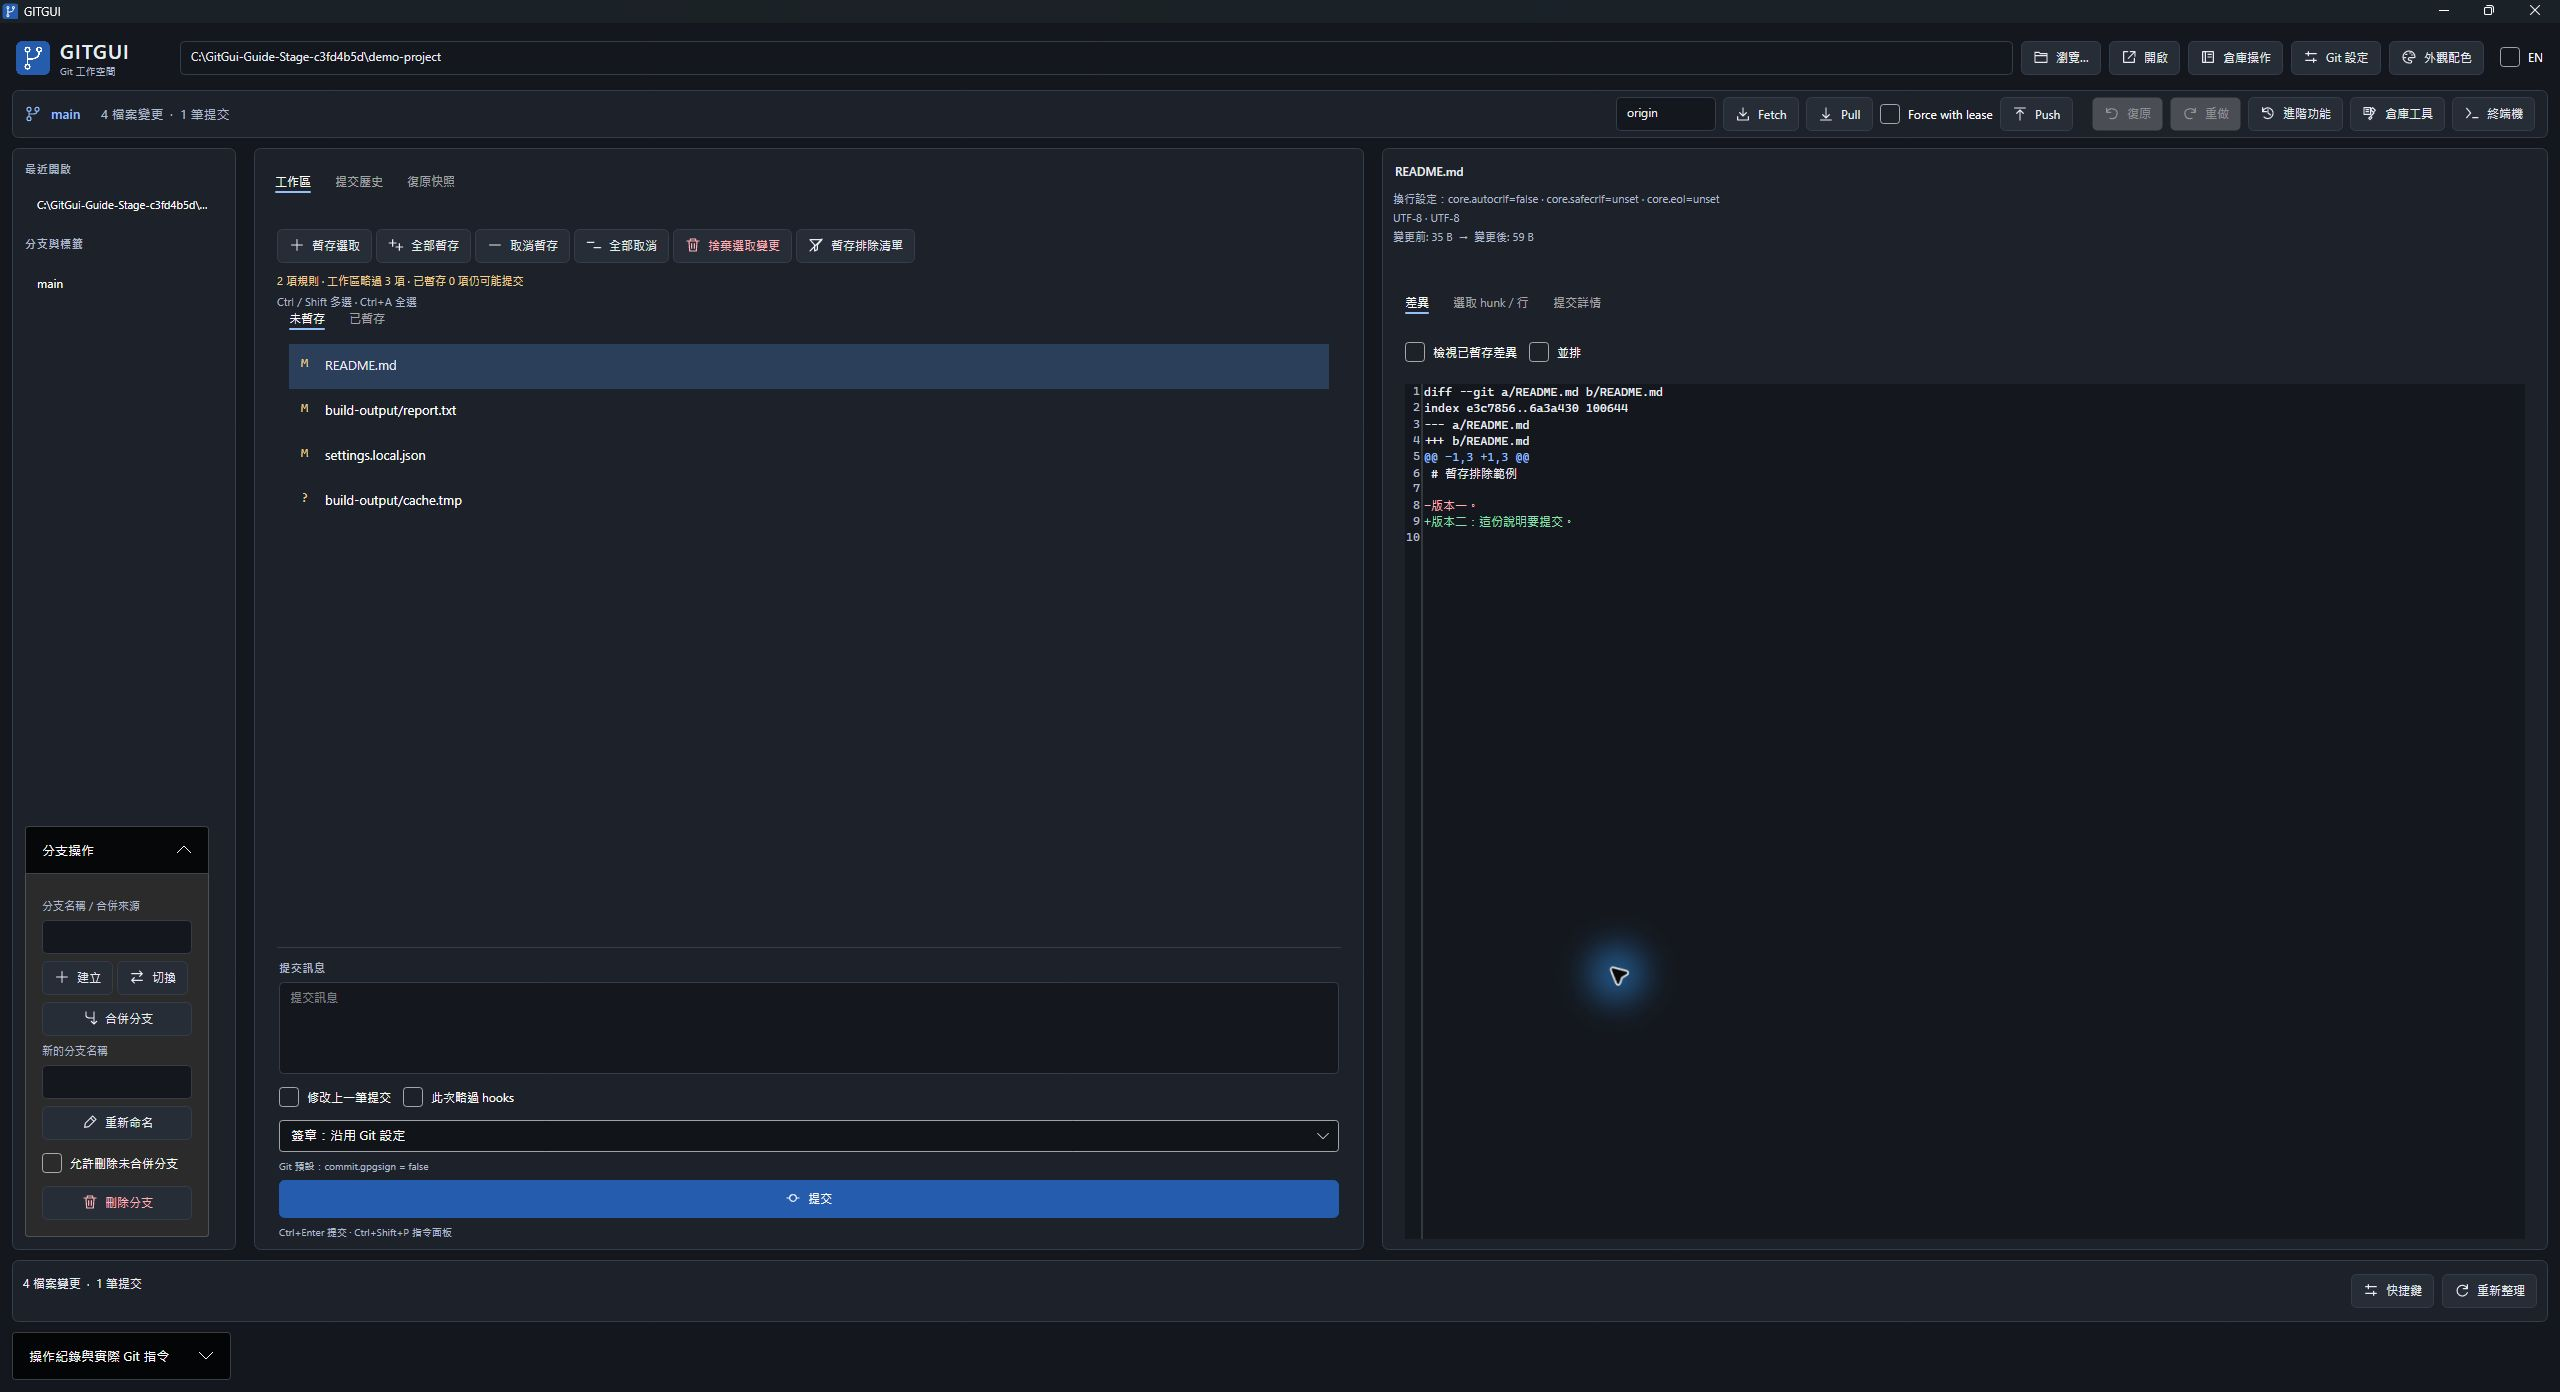 GITGUI
GITGUI
Git 工作空間
C:\GitGui-Guide-Stage-c3fd4b5d\demo-project
瀏覽...
開啟
倉庫操作
Git 設定
外觀配色
EN
main
4 檔案變更 · 1 筆提交
origin
Fetch
Pull
Force with lease
Push
復原
重做
進階功能
倉庫工具
終端機
最近開啟
C:\GitGui-Guide-Stage-c3fd4b5d\...
分支與標籤
main
分支操作
分支名稱 / 合併來源
建立
切換
合併分支
新的分支名稱
重新命名
允許刪除未合併分支
刪除分支
工作區
提交歷史
復原快照
暫存選取
全部暫存
取消暫存
全部取消
捨棄選取變更
暫存排除清單
2 項規則 · 工作區略過 3 項 · 已暫存 0 項仍可能提交
Ctrl / Shift 多選 · Ctrl+A 全選
未暫存
已暫存
M README.md
M build-output/report.txt
M settings.local.json
? build-output/cache.tmp
提交訊息
提交訊息
修改上一筆提交
此次略過 hooks
簽章：沿用 Git 設定
Git 預設：commit.gpgsign = false
提交
Ctrl+Enter 提交 · Ctrl+Shift+P 指令面板
README.md
換行設定：core.autocrlf=false · core.safecrlf=unset · core.eol=unset
UTF-8 · UTF-8
變更前: 35 B → 變更後: 59 B
差異
選取 hunk / 行
提交詳情
檢視已暫存差異
並排
1 diff --git a/README.md b/README.md
2 index e3c7856..6a3a430 100644
3 --- a/README.md
4 +++ b/README.md
5 @@ -1,3 +1,3 @@
6  # 暫存排除範例
7
8 -版本一。
9 +版本二：這份說明要提交。
10
4 檔案變更 · 1 筆提交
快捷鍵
重新整理
操作紀錄與實際 Git 指令